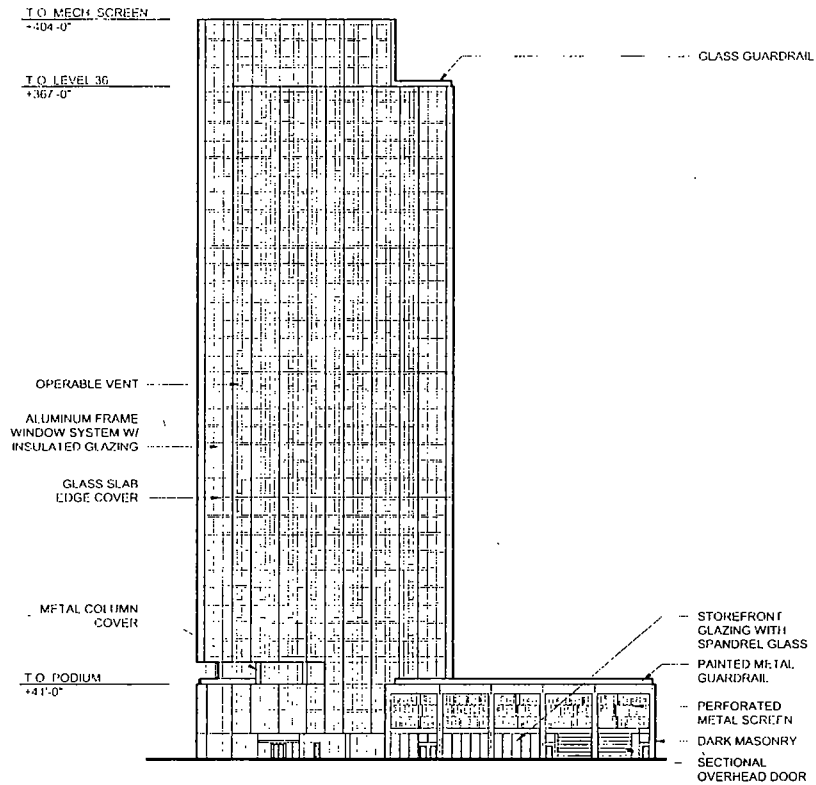 T.O. MECH. SCREEN
+404'-0"
GLASS GUARDRAIL
T.O. LEVEL 36
+367'-0"
OPERABLE VENT
ALUMINUM FRAME
WINDOW SYSTEM W/
INSULATED GLAZING
GLASS SLAB
EDGE COVER
METAL COLUMN
COVER
T.O. PODIUM
+41'-0"
STOREFRONT
GLAZING WITH
SPANDREL GLASS
PAINTED METAL
GUARDRAIL
PERFORATED
METAL SCREEN
DARK MASONRY
SECTIONAL
OVERHEAD DOOR